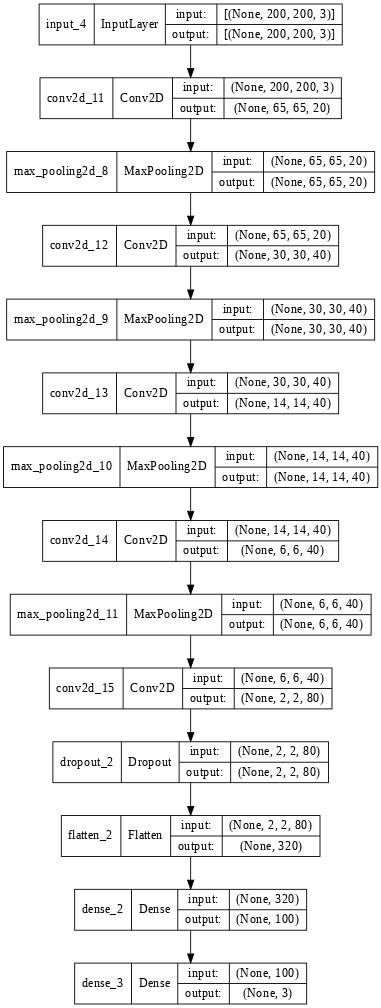 input_4 InputLayer input: [(None, 200, 200, 3)]
output: [(None, 200, 200, 3)]
conv2d_11 Conv2D input: (None, 200, 200, 3)
output: (None, 65, 65, 20)
max_pooling2d_8 MaxPooling2D input: (None, 65, 65, 20)
output: (None, 65, 65, 20)
conv2d_12 Conv2D input: (None, 65, 65, 20)
output: (None, 30, 30, 40)
max_pooling2d_9 MaxPooling2D input: (None, 30, 30, 40)
output: (None, 30, 30, 40)
conv2d_13 Conv2D input: (None, 30, 30, 40)
output: (None, 14, 14, 40)
max_pooling2d_10 MaxPooling2D input: (None, 14, 14, 40)
output: (None, 14, 14, 40)
conv2d_14 Conv2D input: (None, 14, 14, 40)
output: (None, 6, 6, 40)
max_pooling2d_11 MaxPooling2D input: (None, 6, 6, 40)
output: (None, 6, 6, 40)
conv2d_15 Conv2D input: (None, 6, 6, 40)
output: (None, 2, 2, 80)
dropout_2 Dropout input: (None, 2, 2, 80)
output: (None, 2, 2, 80)
flatten_2 Flatten input: (None, 2, 2, 80)
output: (None, 320)
dense_2 Dense input: (None, 320)
output: (None, 100)
dense_3 Dense input: (None, 100)
output: (None, 3)